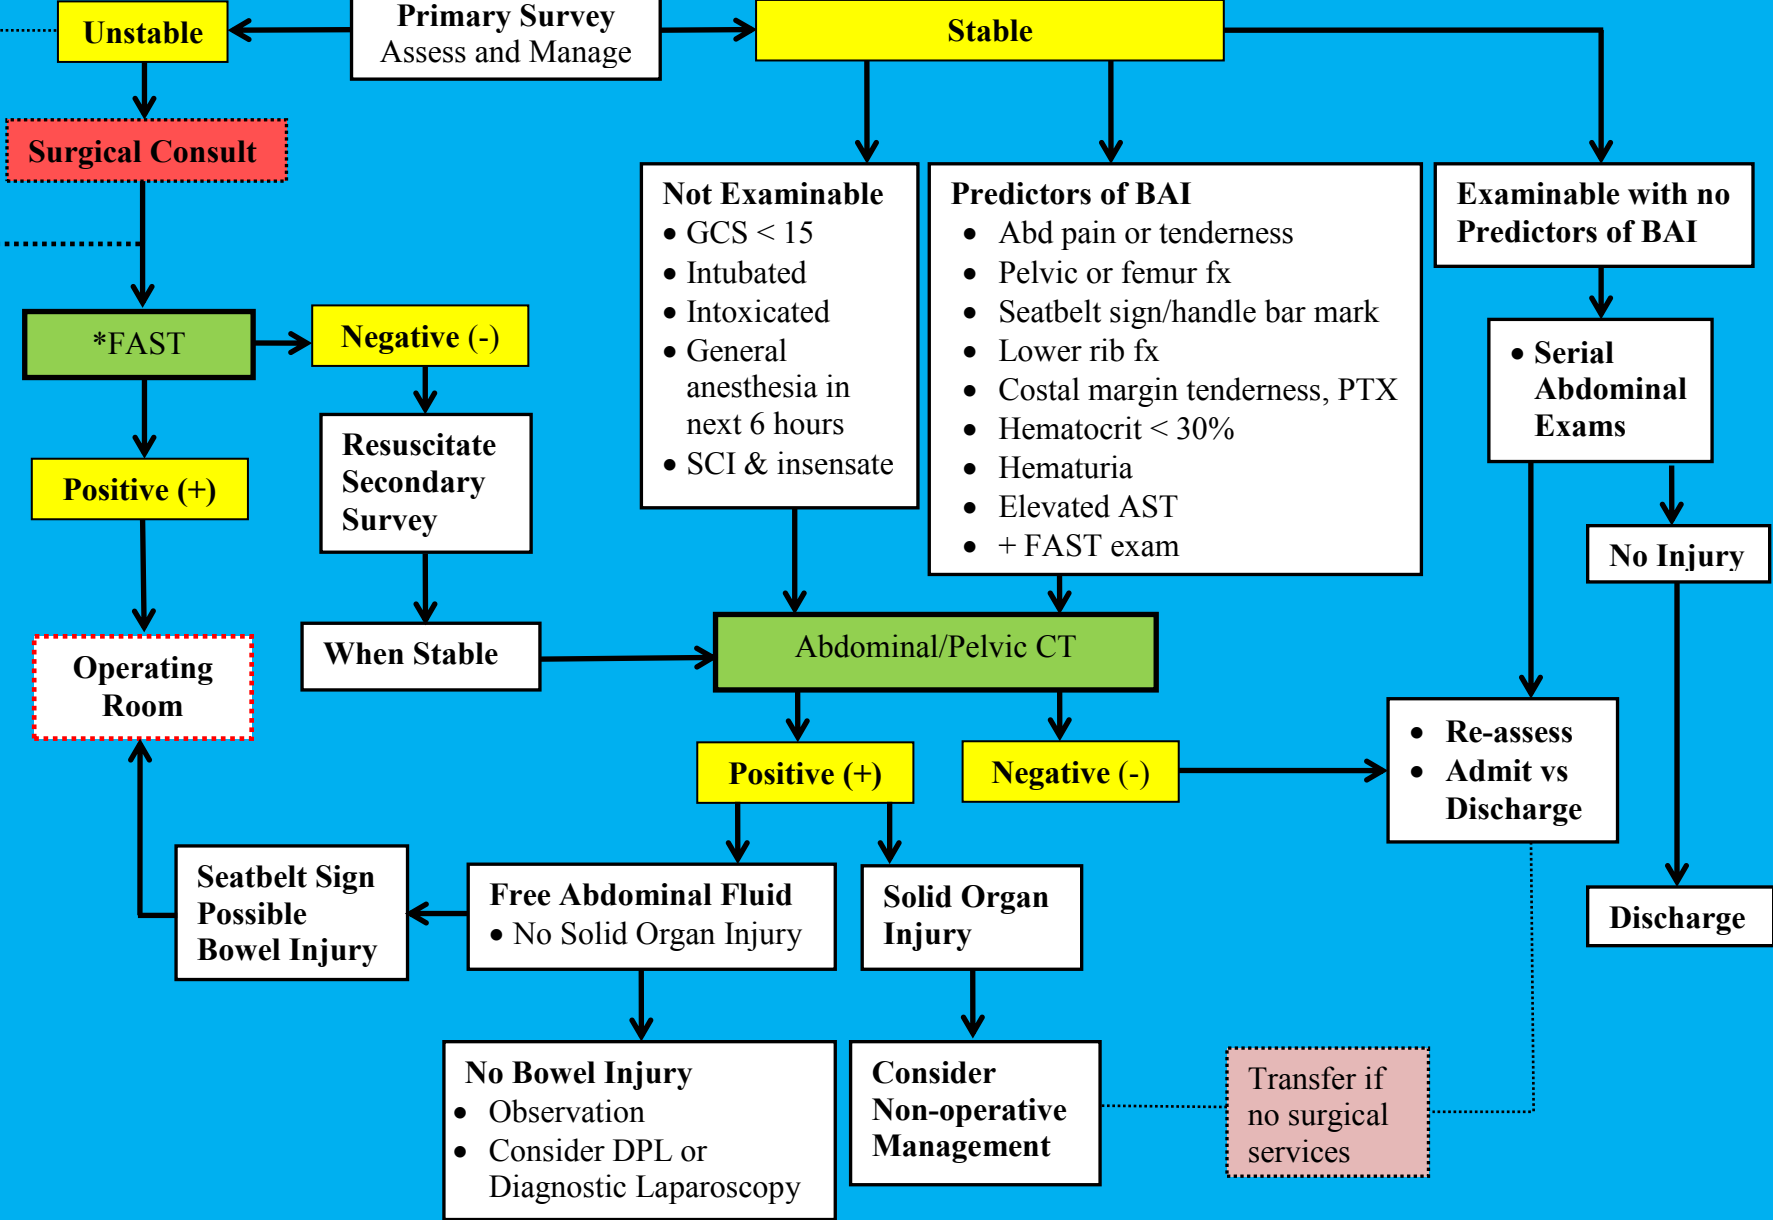 Primary Survey
Assess and Manage
Unstable
Stable
Surgical Consult
Not Examinable
• GCS < 15
• Intubated
• Intoxicated
• General
anesthesia in
next 6 hours
• SCI & insensate
Predictors of BAI
• Abd pain or tenderness
• Pelvic or femur fx
• Seatbelt sign/handle bar mark
• Lower rib fx
• Costal margin tenderness, PTX
• Hematocrit < 30%
• Hematuria
• Elevated AST
• + FAST exam
Examinable with no
Predictors of BAI
*FAST
Negative (-)
• Serial
Abdominal
Exams
Resuscitate
Secondary
Survey
Positive (+)
No Injury
When Stable
Abdominal/Pelvic CT
Operating
Room
Positive (+)
Negative (-)
• Re-assess
• Admit vs
Discharge
Seatbelt Sign
Possible
Bowel Injury
Free Abdominal Fluid
• No Solid Organ Injury
Solid Organ
Injury
Discharge
No Bowel Injury
• Observation
• Consider DPL or
Diagnostic Laparoscopy
Consider
Non-operative
Management
Transfer if
no surgical
services